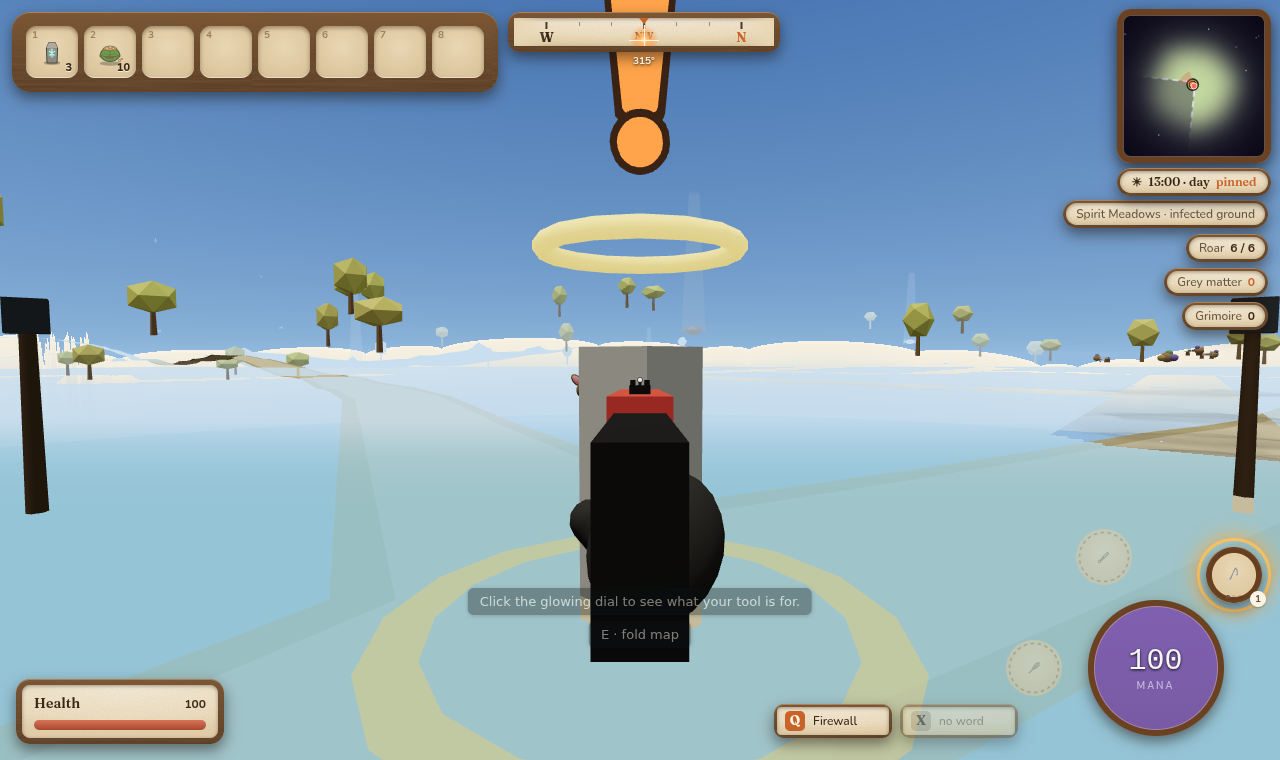 1 2 3 4 5 6 7 8
3 10
W NW N
315°
13:00 · day pinned
Spirit Meadows · infected ground
Roar 6 / 6
Grey matter 0
Grimoire 0
Click the glowing dial to see what your tool is for.
E · fold map
1
100
MANA
Health 100
Q Firewall
X no word